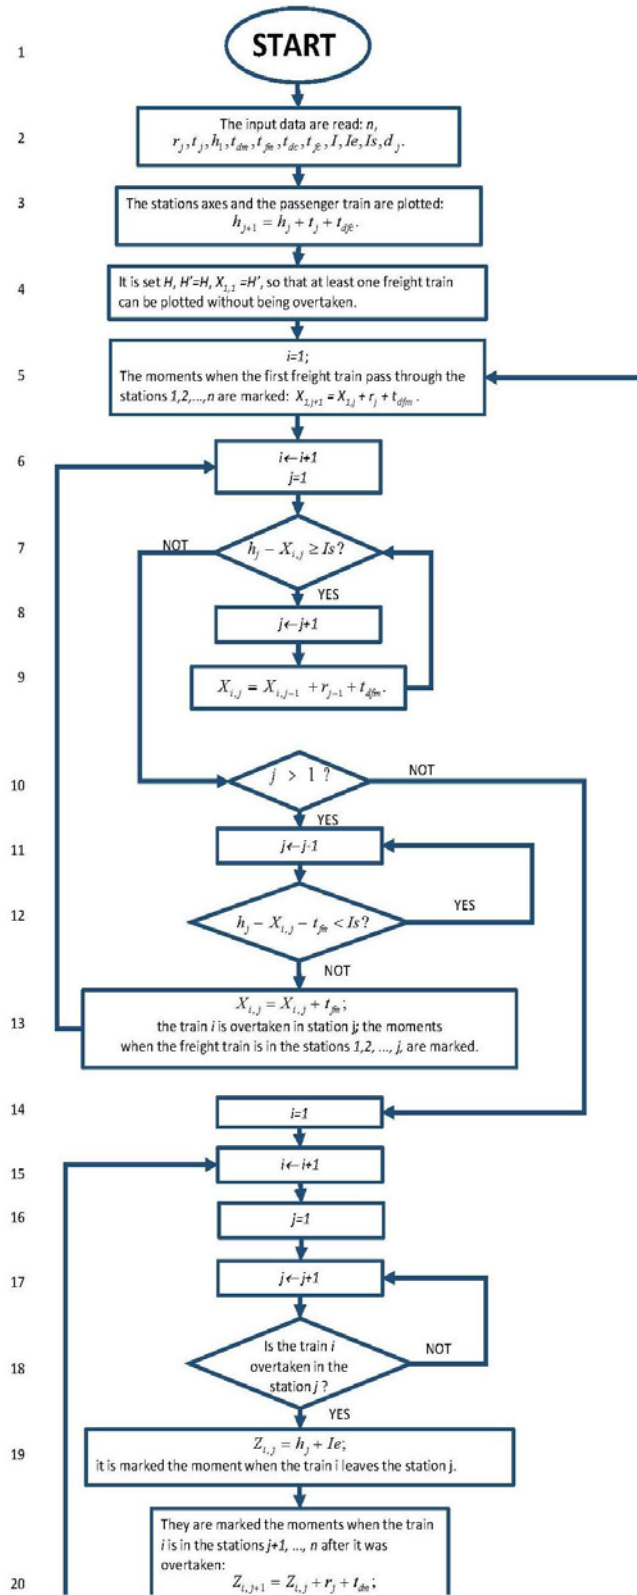 1
START
2
The input data are read: n,
r_j, t_j, h_1, t_dm, t_fm, t_dc, t_fc, I, Ie, Is, d_j.
3
The stations axes and the passenger train are plotted:
h_{j+1} = h_j + t_j + t_dfc.
4
It is set H, H'=H, X_{1,1} =H', so that at least one freight train
can be plotted without being overtaken.
5
i=1;
The moments when the first freight train pass through the
stations 1,2,...,n are marked: X_{1,j+1} = X_{1,j} + r_j + t_dfm.
6
i←i+1
j=1
7
NOT
h_j − X_{i,j} ≥ Is?
YES
8
j←j+1
9
X_{i,j} = X_{i,j−1} + r_{j−1} + t_dfm.
10
j > 1 ?
NOT
YES
11
j←j-1
12
h_j − X_{i,j} − t_fm < Is?
YES
NOT
13
X_{i,j} = X_{i,j} + t_fm;
the train i is overtaken in station j; the moments
when the freight train is in the stations 1,2, ..., j, are marked.
14
i=1
15
i←i+1
16
j=1
17
j←j+1
18
Is the train i
overtaken in the
station j ?
NOT
YES
19
Z_{i,j} = h_j + Ie;
it is marked the moment when the train i leaves the station j.
They are marked the moments when the train
i is in the stations j+1, ..., n after it was
overtaken:
20
Z_{i,j+1} = Z_{i,j} + r_j + t_dm;